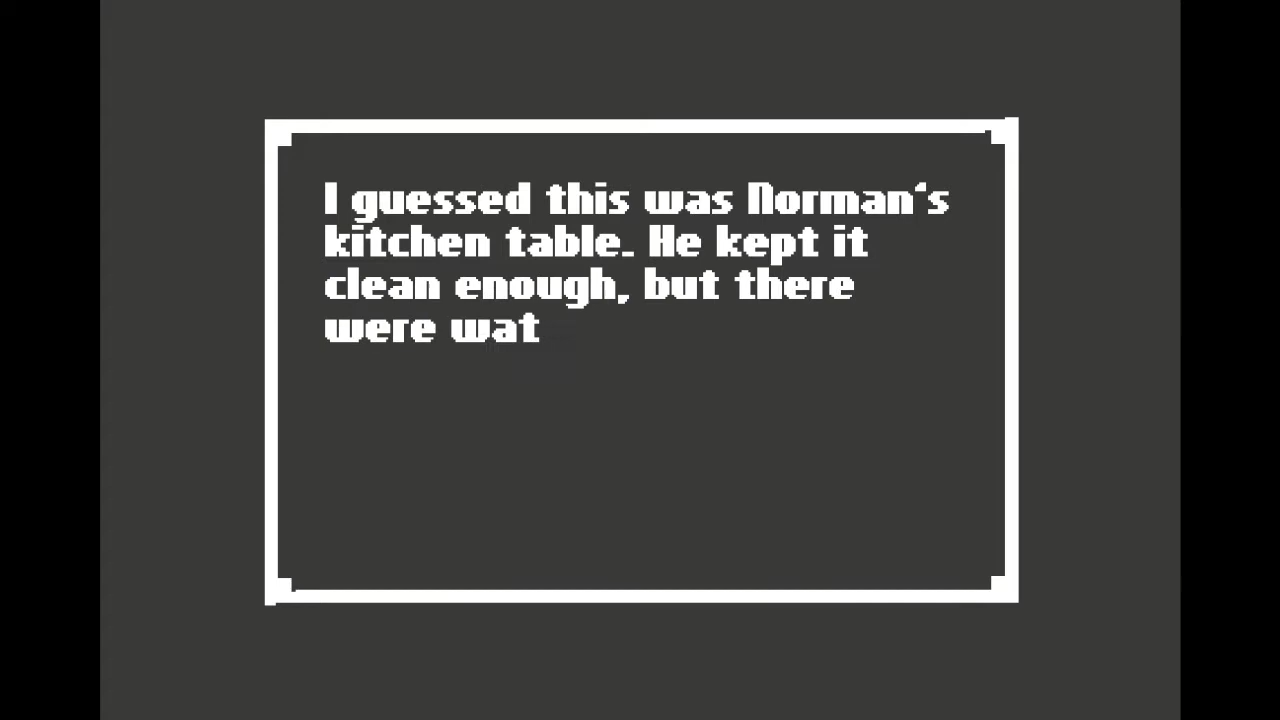 I guessed this was Norman's
kitchen table. He kept it
clean enough, but there
were wat